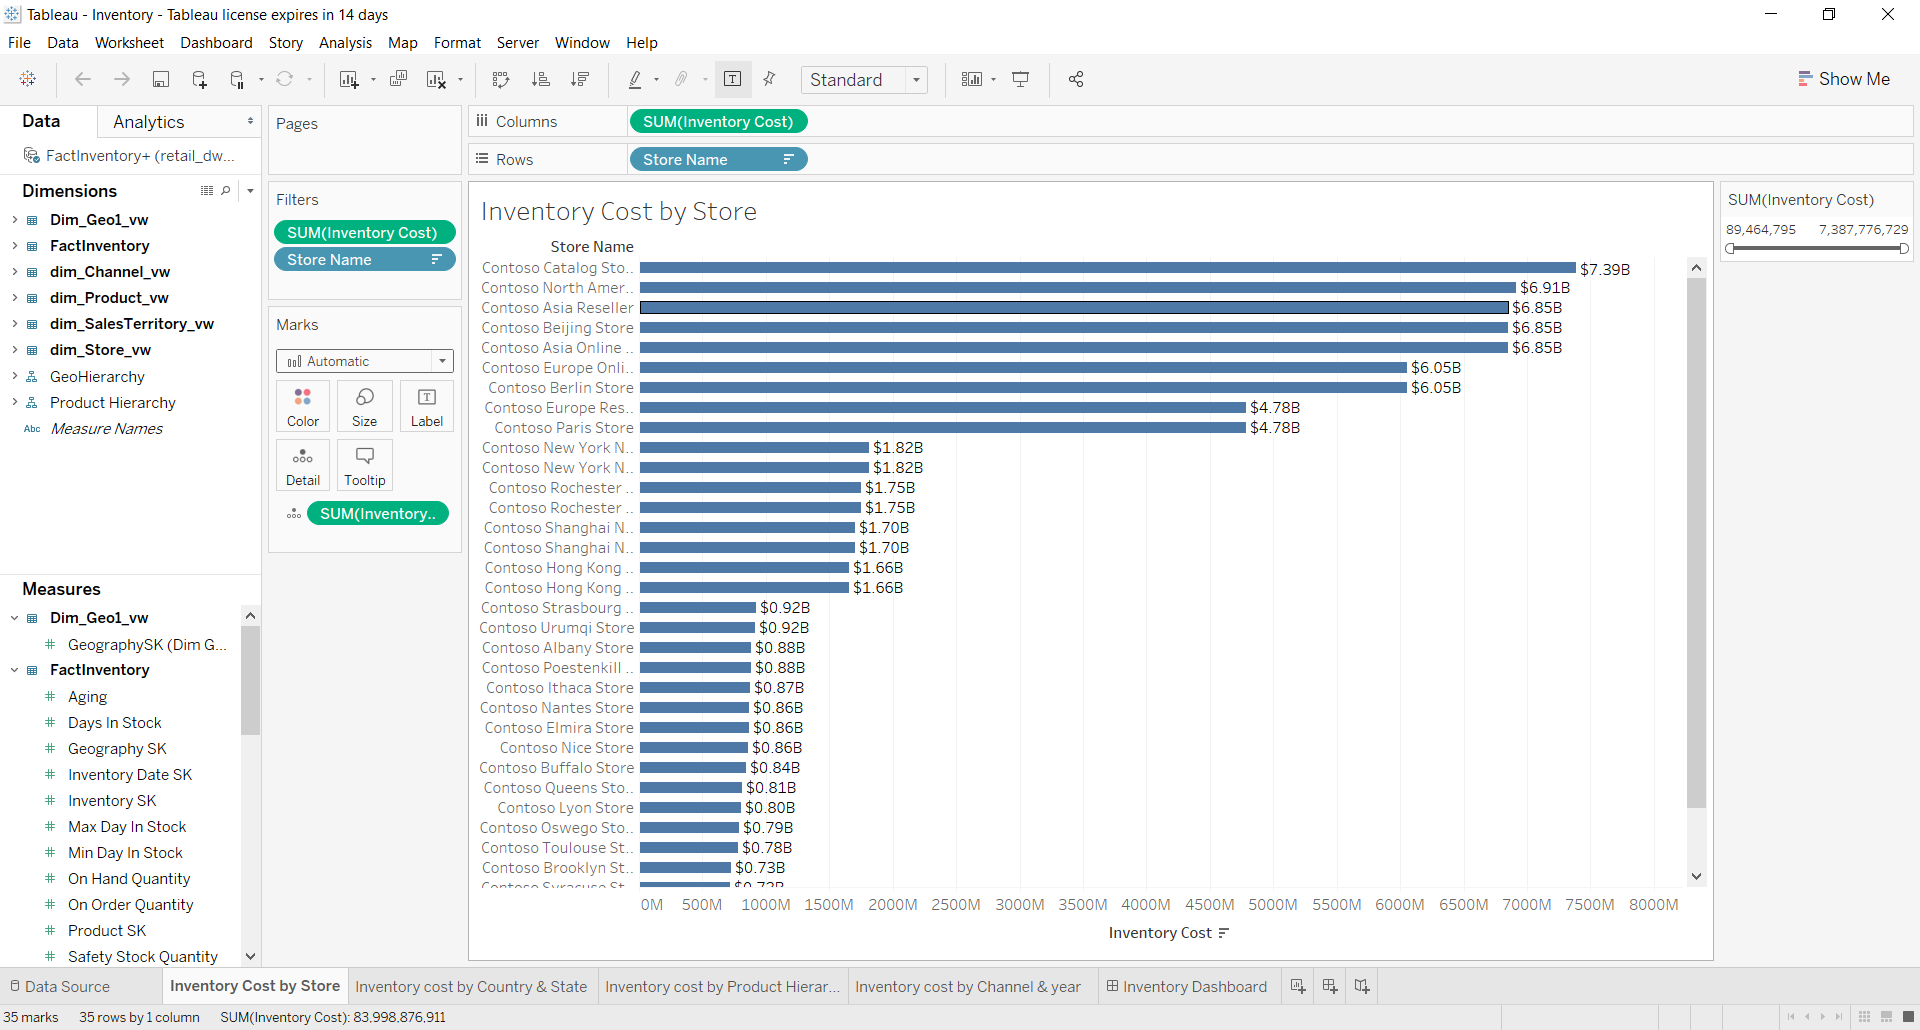 Tableau - Inventory - Tableau license expires in 14 days
File Data Worksheet Dashboard Story Analysis Map Format Server Window Help
Standard
Show Me
Data Analytics
FactInventory+ (retail_dw...
Dimensions
Dim_Geo1_vw
FactInventory
dim_Channel_vw
dim_Product_vw
dim_SalesTerritory_vw
dim_Store_vw
GeoHierarchy
Product Hierarchy
Abc Measure Names
Measures
Dim_Geo1_vw
GeographySK (Dim G...
FactInventory
Aging
Days In Stock
Geography SK
Inventory Date SK
Inventory SK
Max Day In Stock
Min Day In Stock
On Hand Quantity
On Order Quantity
Product SK
Safety Stock Quantity
Pages
Filters
SUM(Inventory Cost)
Store Name
Marks
Automatic
Color Size Label
Detail Tooltip
SUM(Inventory..
Columns SUM(Inventory Cost)
Rows Store Name
Inventory Cost by Store
Store Name
Contoso Catalog Sto.. $7.39B
Contoso North Amer.. $6.91B
Contoso Asia Reseller $6.85B
Contoso Beijing Store $6.85B
Contoso Asia Online .. $6.85B
Contoso Europe Onli.. $6.05B
Contoso Berlin Store $6.05B
Contoso Europe Res.. $4.78B
Contoso Paris Store $4.78B
Contoso New York N.. $1.82B
Contoso New York N.. $1.82B
Contoso Rochester .. $1.75B
Contoso Rochester .. $1.75B
Contoso Shanghai N.. $1.70B
Contoso Shanghai N.. $1.70B
Contoso Hong Kong .. $1.66B
Contoso Hong Kong .. $1.66B
Contoso Strasbourg .. $0.92B
Contoso Urumqi Store $0.92B
Contoso Albany Store $0.88B
Contoso Poestenkill .. $0.88B
Contoso Ithaca Store $0.87B
Contoso Nantes Store $0.86B
Contoso Elmira Store $0.86B
Contoso Nice Store $0.86B
Contoso Buffalo Store $0.84B
Contoso Queens Sto.. $0.81B
Contoso Lyon Store $0.80B
Contoso Oswego Sto.. $0.79B
Contoso Toulouse St.. $0.78B
Contoso Brooklyn St.. $0.73B
Contoso Syracuse St.. $0.73B
0M 500M 1000M 1500M 2000M 2500M 3000M 3500M 4000M 4500M 5000M 5500M 6000M 6500M 7000M 7500M 8000M
Inventory Cost
SUM(Inventory Cost)
89,464,795 7,387,776,729
Data Source Inventory Cost by Store Inventory cost by Country & State Inventory cost by Product Hierar... Inventory cost by Channel & year Inventory Dashboard
35 marks 35 rows by 1 column SUM(Inventory Cost): 83,998,876,911